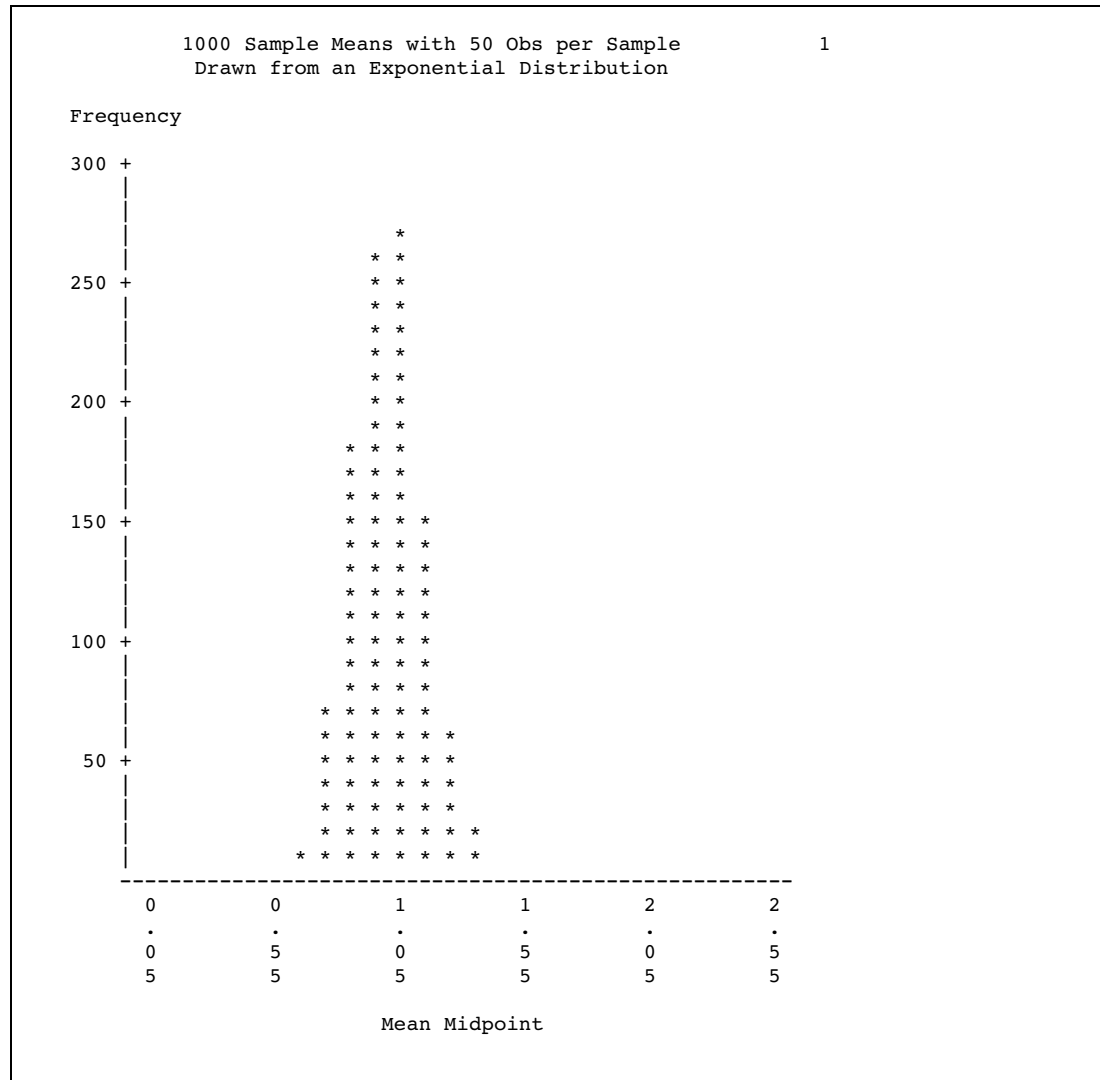 1000 Sample Means with 50 Obs per Sample 1
Drawn from an Exponential Distribution
Frequency
300 +
*
* *
250 + * *
* *
* *
* *
* *
200 + * *
* *
* * *
* * *
* * *
150 + * * * *
* * * *
* * * *
* * * *
* * * *
100 + * * * *
* * * *
* * * *
* * * * *
* * * * * *
50 + * * * * * *
* * * * * *
* * * * * *
* * * * * * *
* * * * * * * *
0 0 1 1 2 2
. . . . . .
0 5 0 5 0 5
5 5 5 5 5 5
Mean Midpoint